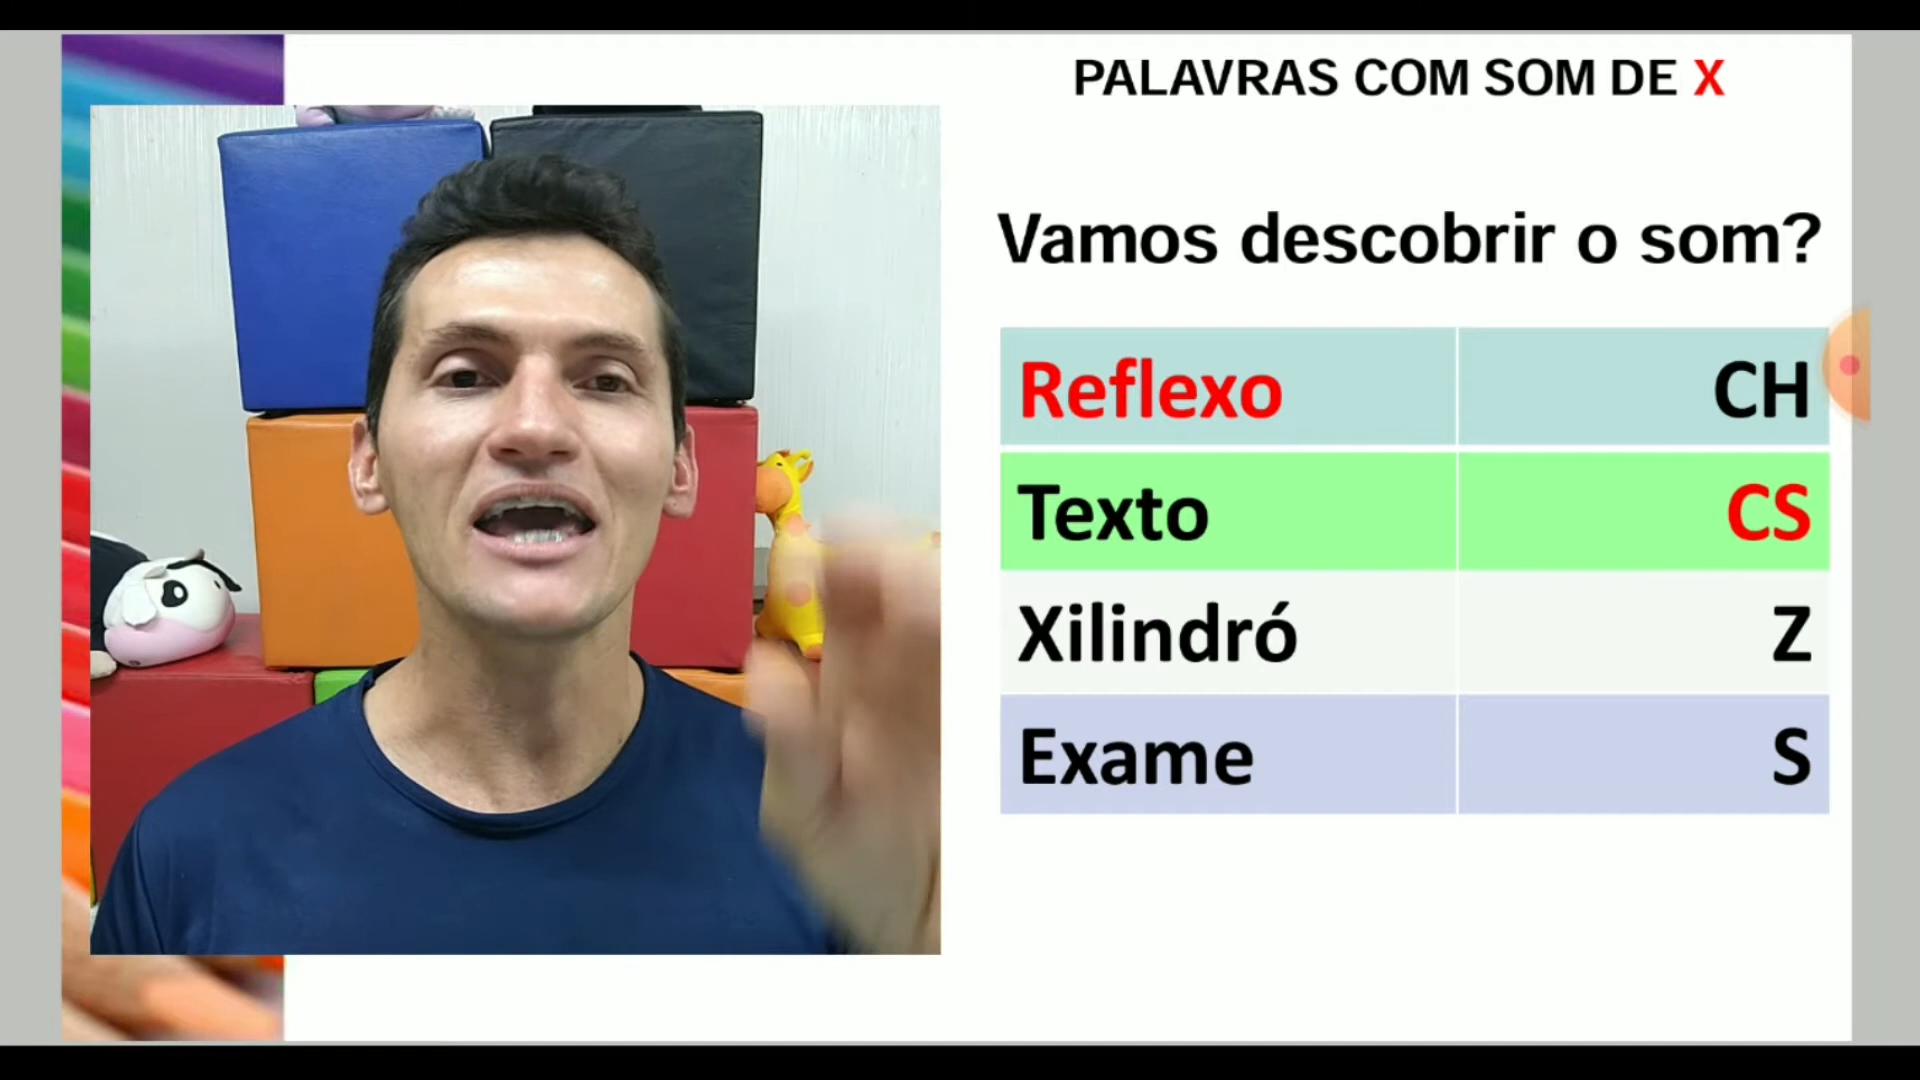 PALAVRAS COM SOM DE X
Vamos descobrir o som?
Reflexo CH
Texto CS
Xilindró Z
Exame S